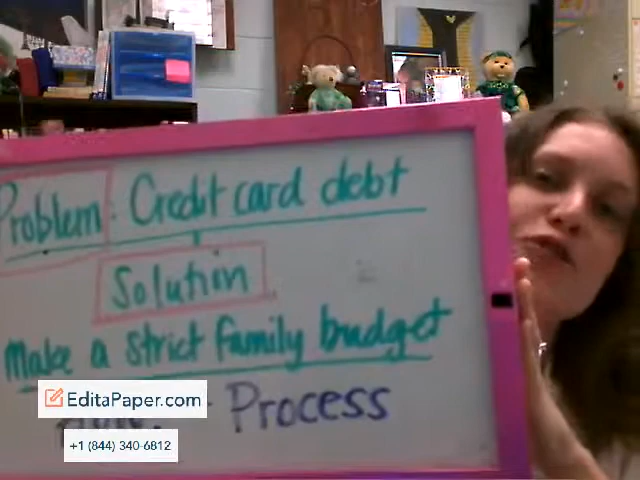 Problem: Credit card debt
Solution
Make a strict family budget
Process
EditaPaper.com
+1 (844) 340-6812